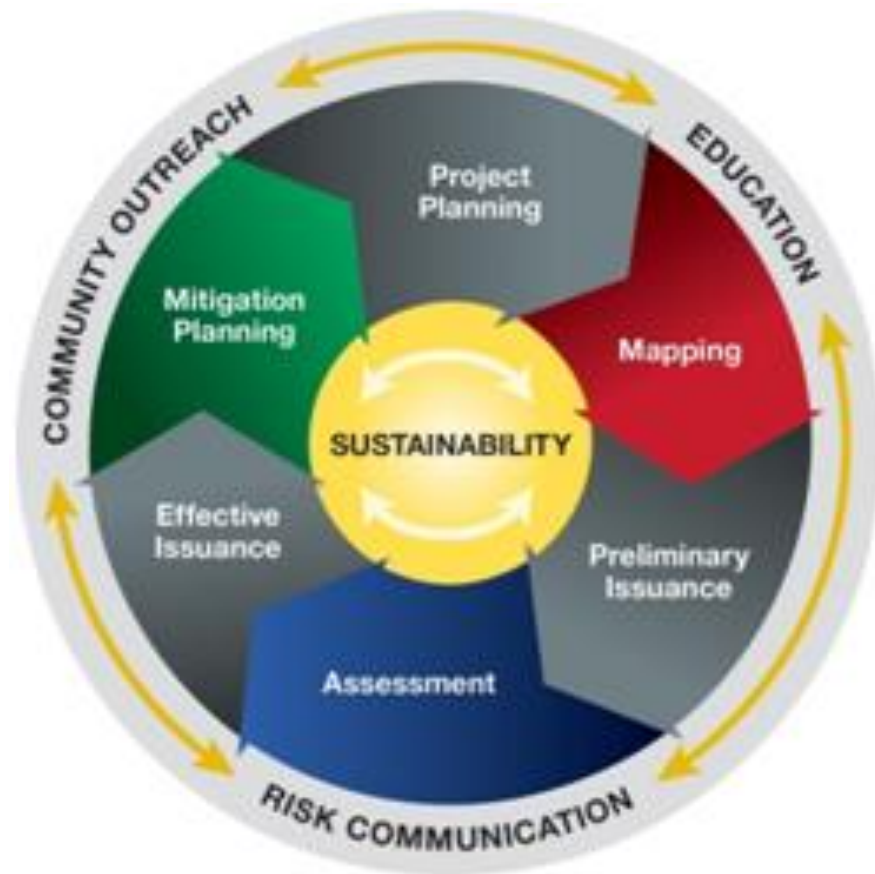 COMMUNITY OUTREACH
EDUCATION
Project
Planning
Mapping
Mitigation
Planning
SUSTAINABILITY
Effective
Issuance
Preliminary
Issuance
Assessment
RISK COMMUNICATION